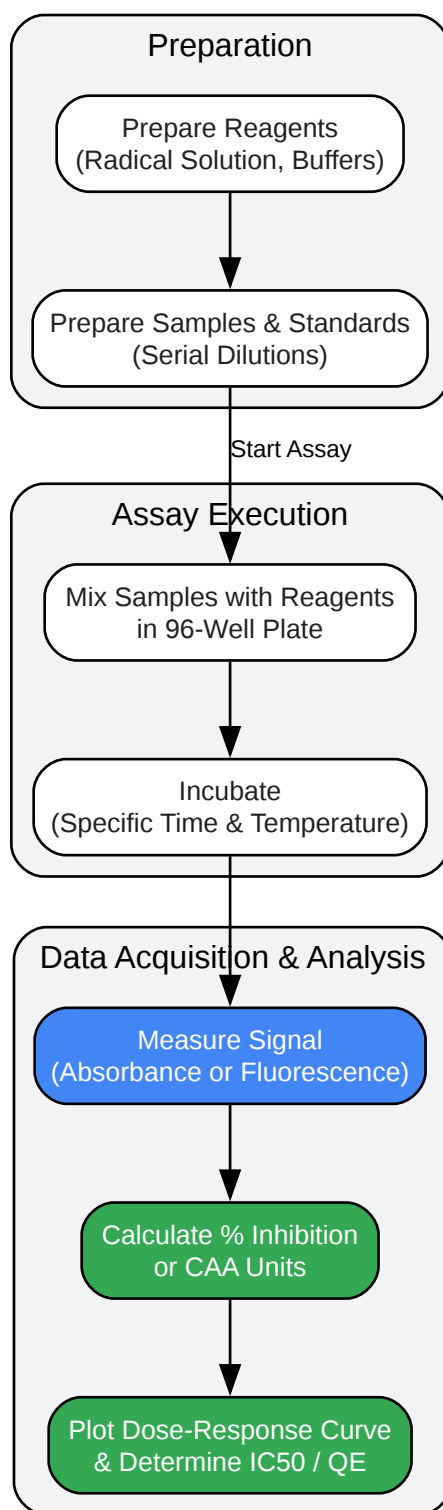 Preparation
Prepare Reagents
(Radical Solution, Buffers)
Prepare Samples & Standards
(Serial Dilutions)
Start Assay
Assay Execution
Mix Samples with Reagents
in 96-Well Plate
Incubate
(Specific Time & Temperature)
Data Acquisition & Analysis
Measure Signal
(Absorbance or Fluorescence)
Calculate % Inhibition
or CAA Units
Plot Dose-Response Curve
& Determine IC50 / QE